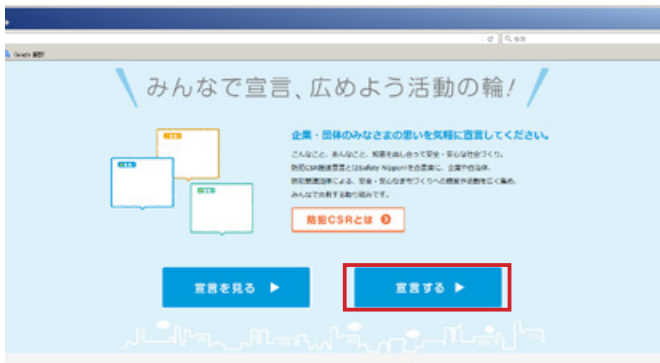 検索
みんなで宣言、広めよう活動の輪!
企業・団体のみなさまの思いを気軽に宣言してください。
こんなこと、あんなこと、知恵を出し合って安全・安心な社会づくり。
防犯CSR推進宣言とはSafety Nippon!を合言葉に、企業や自治体、
防犯関連団体による、安全・安心なまちづくりへの提案や活動を広く集め、
みんなで共有する取り組みです。
防犯CSRとは
宣言を見る
宣言する